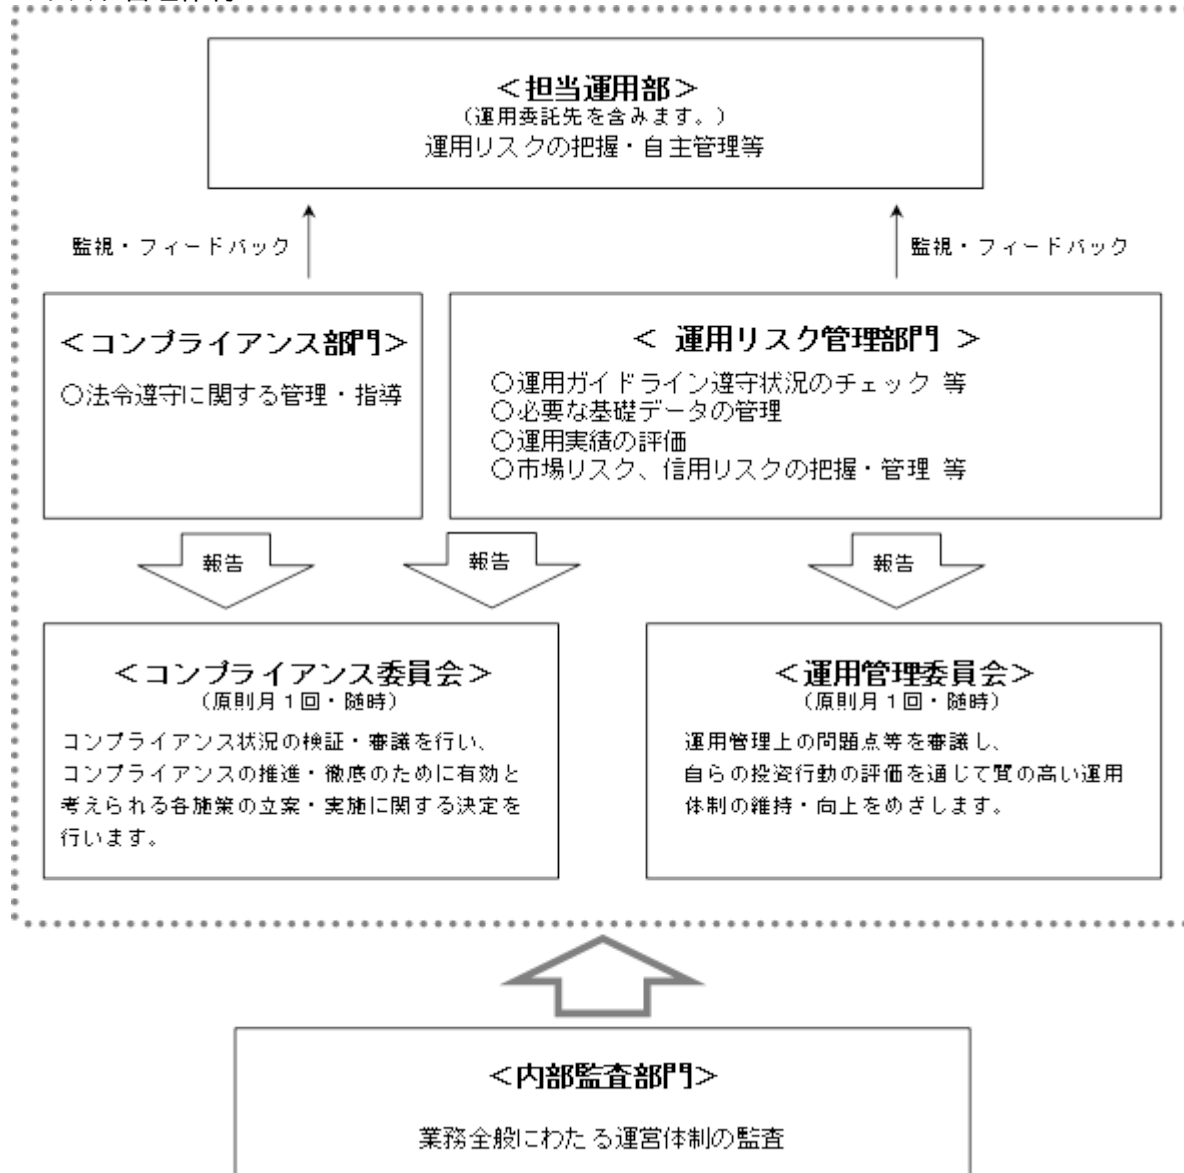 ＜担当運用部＞
（運用委託先を含みます。）
運用リスクの把握・自主管理等
監視・フィードバック
監視・フィードバック
＜コンプライアンス部門＞
○法令遵守に関する管理・指導
＜ 運用リスク管理部門 ＞
○運用ガイドライン遵守状況のチェック 等
○必要な基礎データの管理
○運用実績の評価
○市場リスク、信用リスクの把握・管理 等
報告
報告
報告
＜コンプライアンス委員会＞
（原則月１回・随時）
コンプライアンス状況の検証・審議を行い、
コンプライアンスの推進・徹底のために有効と
考えられる各施策の立案・実施に関する決定を
行います。
＜運用管理委員会＞
（原則月１回・随時）
運用管理上の問題点等を審議し、
自らの投資行動の評価を通じて質の高い運用
体制の維持・向上をめざします。
＜内部監査部門＞
業務全般にわたる運営体制の監査